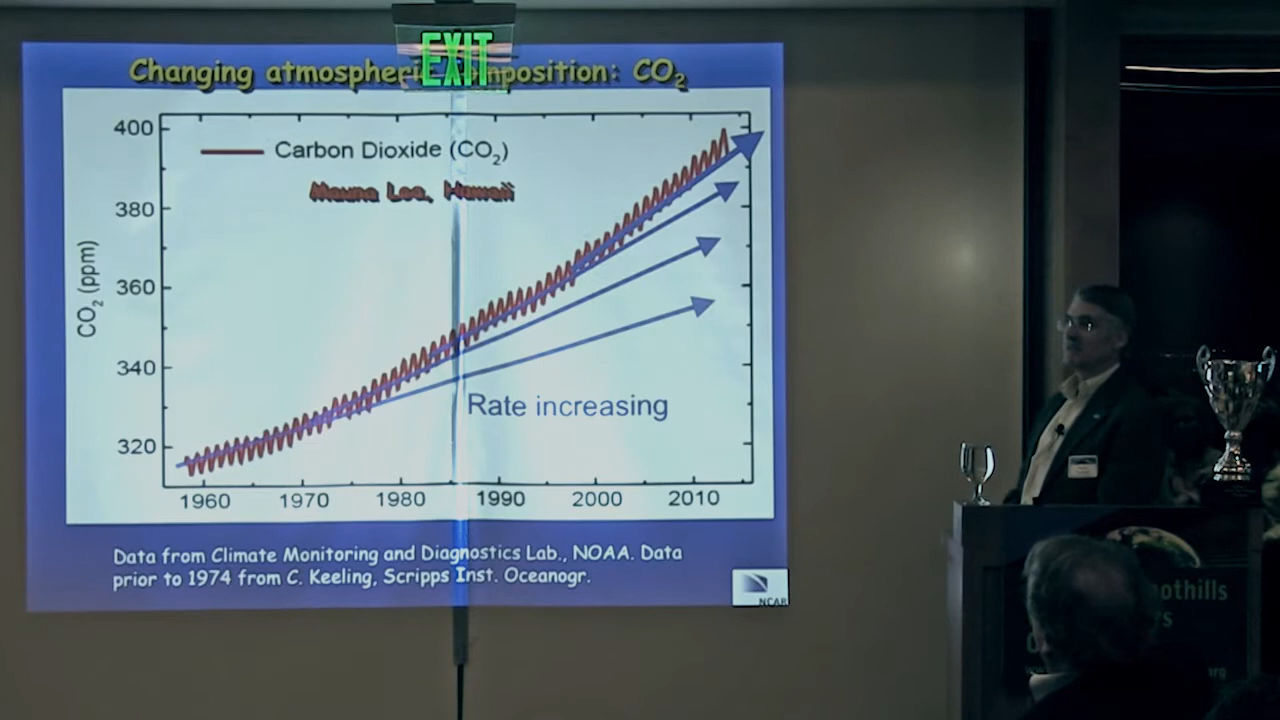 EXIT
Changing atmospheric composition: CO₂
Carbon Dioxide (CO₂)
Mauna Loa, Hawaii
CO₂ (ppm)
400
380
360
340
320
Rate increasing
1960 1970 1980 1990 2000 2010
Data from Climate Monitoring and Diagnostics Lab., NOAA. Data
prior to 1974 from C. Keeling, Scripps Inst. Oceanogr.
NCAR